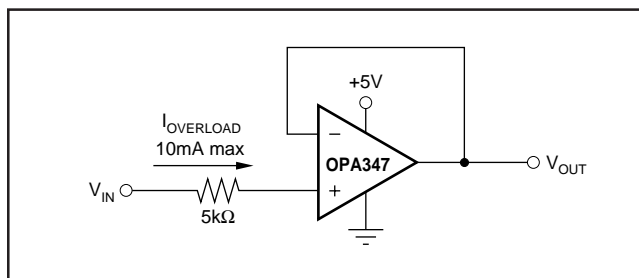 +5V
I_OVERLOAD
10mA max
−
OPA347
+
V_IN
5kΩ
V_OUT